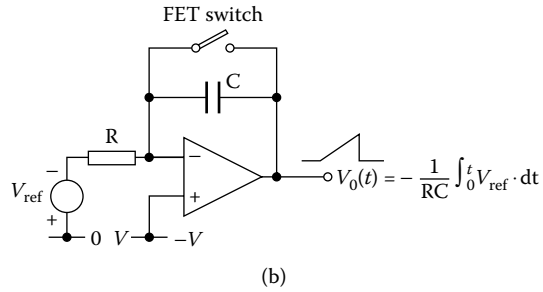 FET switch
C
R
−
−
+
V_ref
+
0 V −V
V_0(t) = − 1/RC ∫_0^t V_ref · dt
(b)